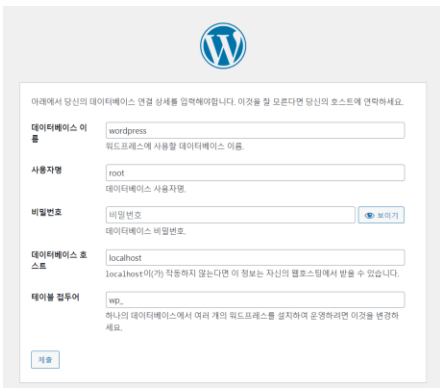 아래에서 당신의 데이터베이스 연결 상세를 입력해야합니다. 이것을 잘 모른다면 당신의 호스트에 연락하세요.
데이터베이스 이
름
wordpress
워드프레스에 사용할 데이터베이스 이름.
사용자명
root
데이터베이스 사용자명.
비밀번호
비밀번호
보이기
데이터베이스 비밀번호.
데이터베이스 호
스트
localhost
localhost이(가) 작동하지 않는다면 이 정보는 자신의 웹호스팅에서 받을 수 있습니다.
테이블 접두어
wp_
하나의 데이터베이스에서 여러 개의 워드프레스를 설치하여 운영하려면 이것을 변경하
세요.
제출